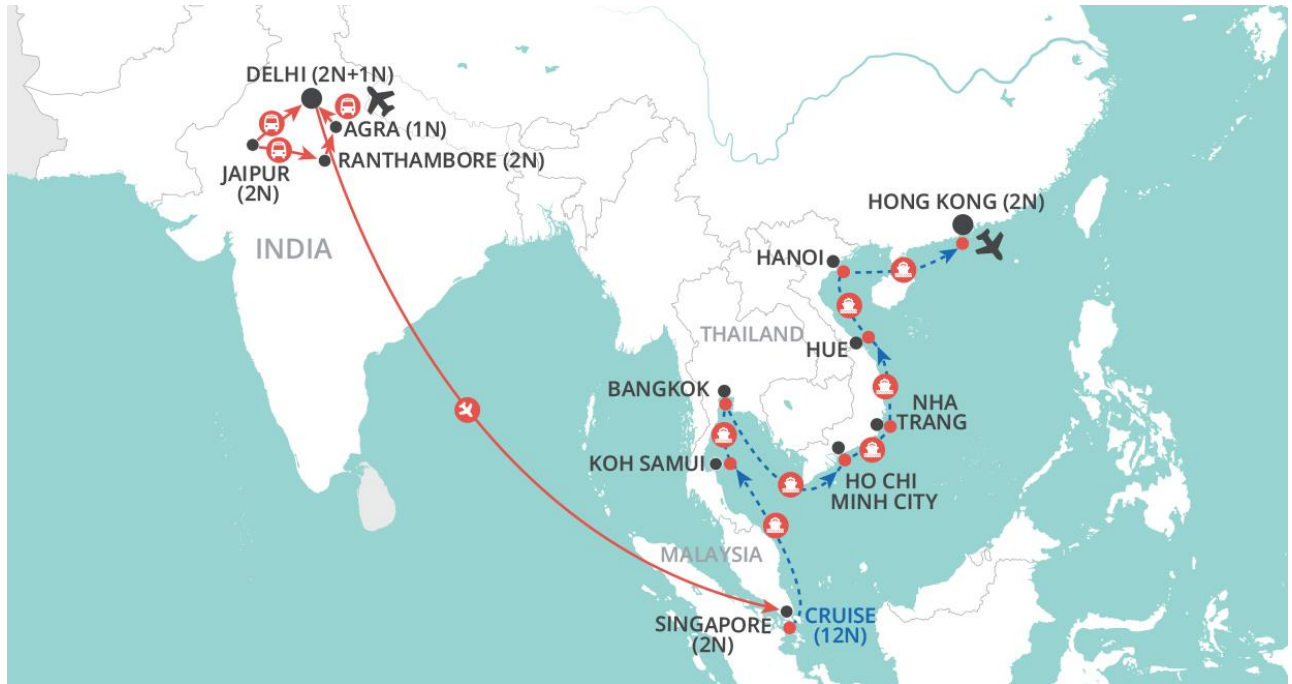 DELHI (2N+1N)
AGRA (1N)
RANTHAMBORE (2N)
JAIPUR
(2N)
INDIA
HONG KONG (2N)
HANOI
THAILAND
HUE
BANGKOK
NHA
TRANG
KOH SAMUI
HO CHI
MINH CITY
MALAYSIA
SINGAPORE
(2N)
CRUISE
(12N)